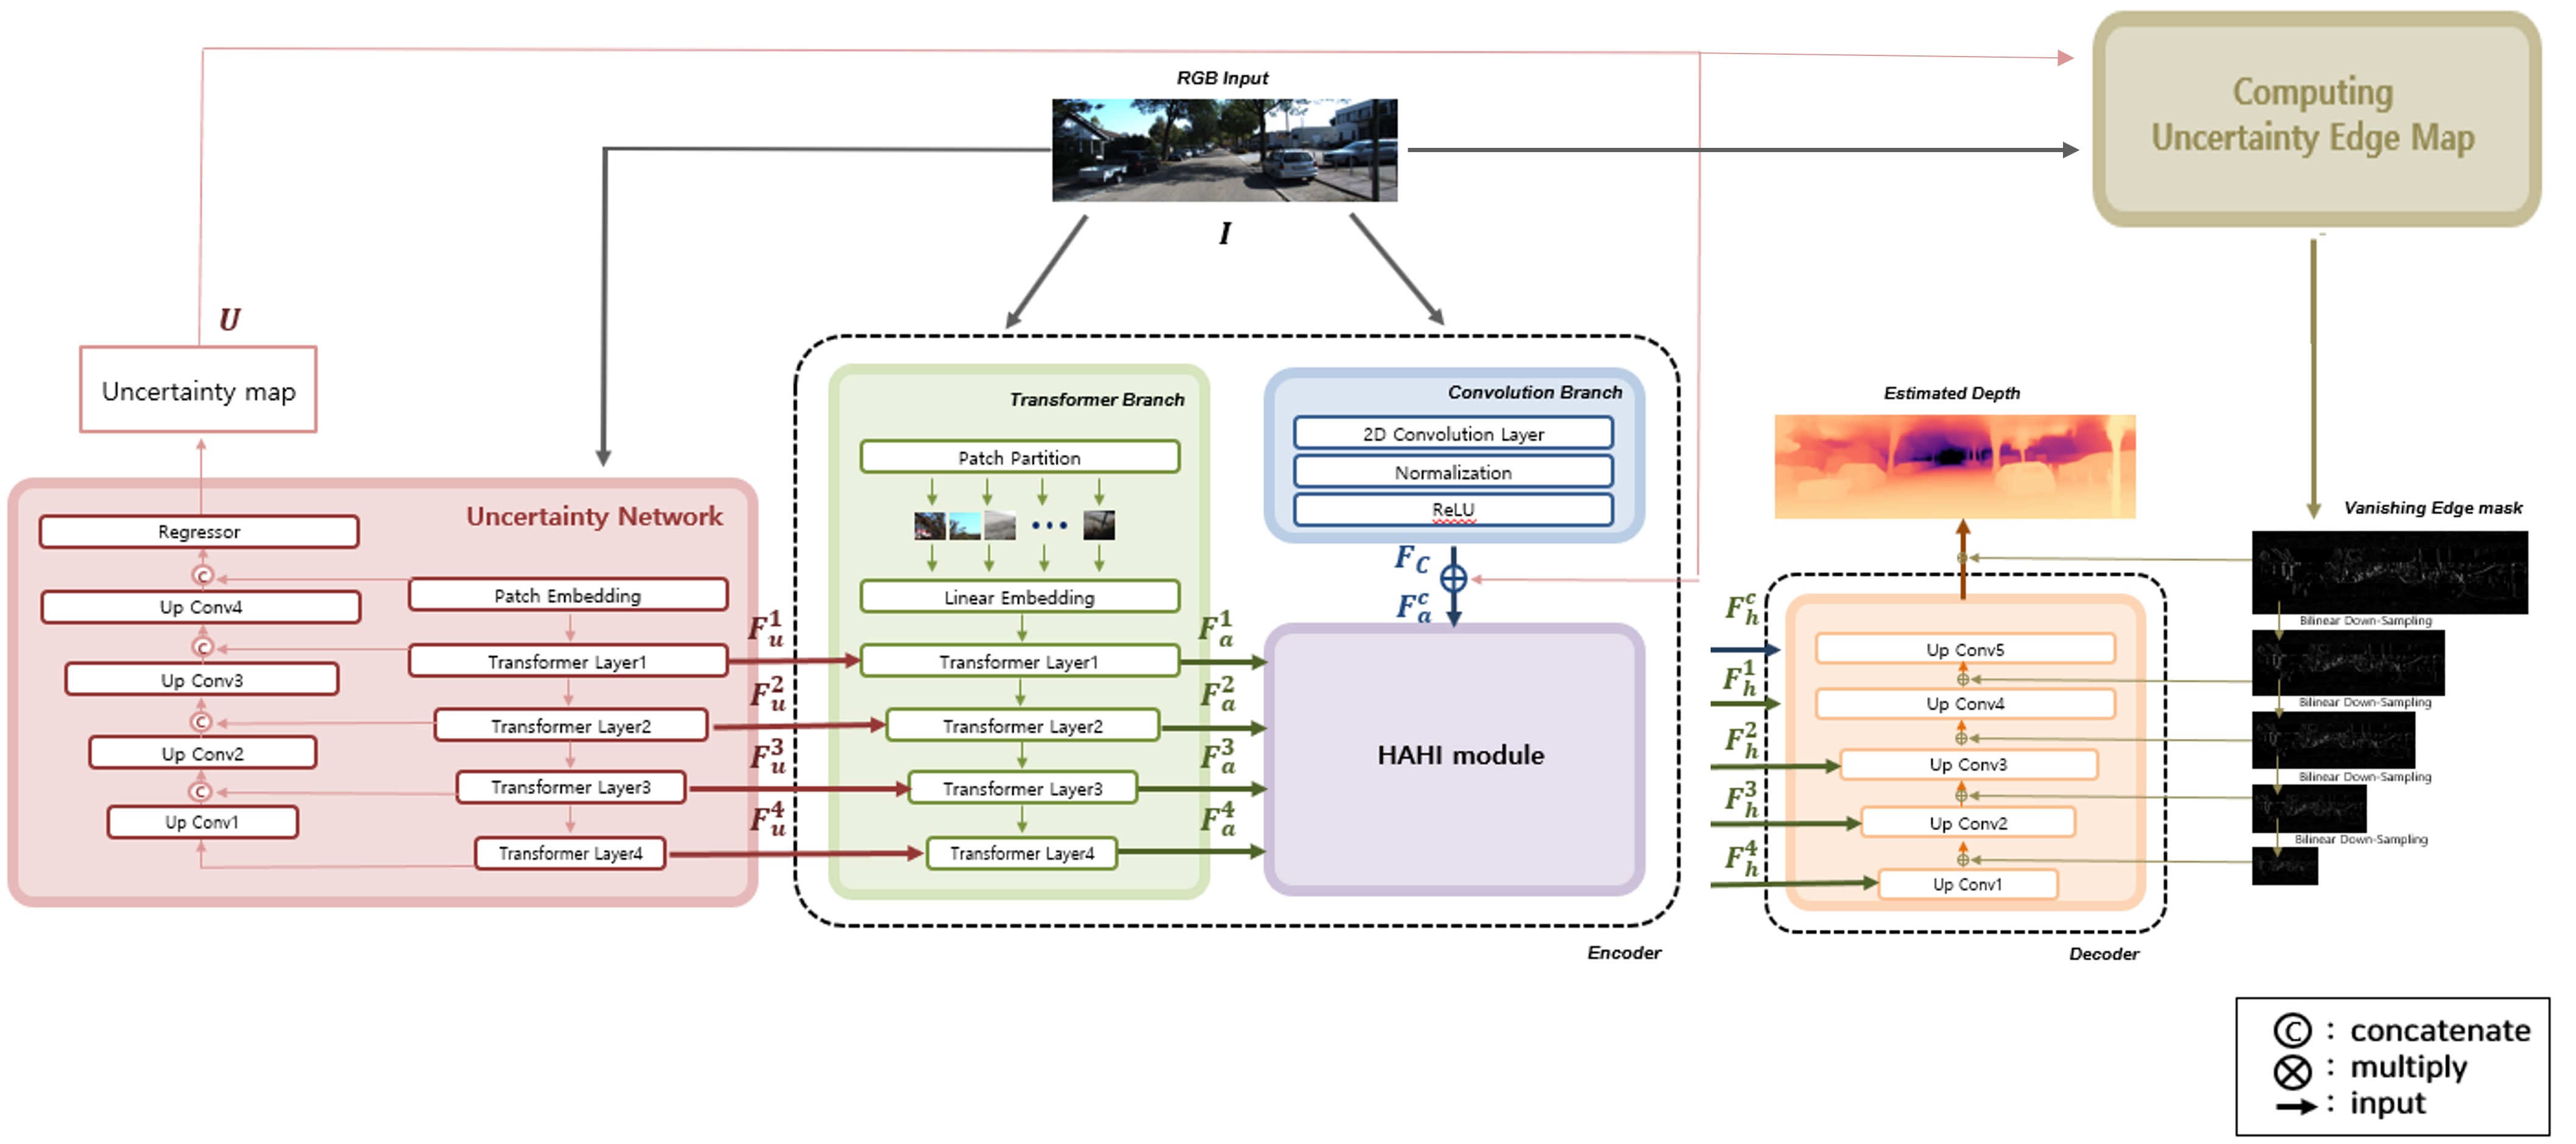 RGB Input
I
Computing
Uncertainty Edge Map
U
Uncertainty map
Uncertainty Network
Regressor
C
Up Conv4
C
Up Conv3
C
Up Conv2
C
Up Conv1
Patch Embedding
Transformer Layer1
Transformer Layer2
Transformer Layer3
Transformer Layer4
F_u^1
F_u^2
F_u^3
F_u^4
Transformer Branch
Patch Partition
Linear Embedding
Transformer Layer1
Transformer Layer2
Transformer Layer3
Transformer Layer4
F_a^1
F_a^2
F_a^3
F_a^4
Convolution Branch
2D Convolution Layer
Normalization
ReLU
F_C
F_a^c
HAHI module
Encoder
F_h^c
F_h^1
F_h^2
F_h^3
F_h^4
Estimated Depth
Up Conv5
Up Conv4
Up Conv3
Up Conv2
Up Conv1
Decoder
Vanishing Edge mask
Bilinear Down-Sampling
Bilinear Down-Sampling
Bilinear Down-Sampling
Bilinear Down-Sampling
C : concatenate
⊗ : multiply
→ : input